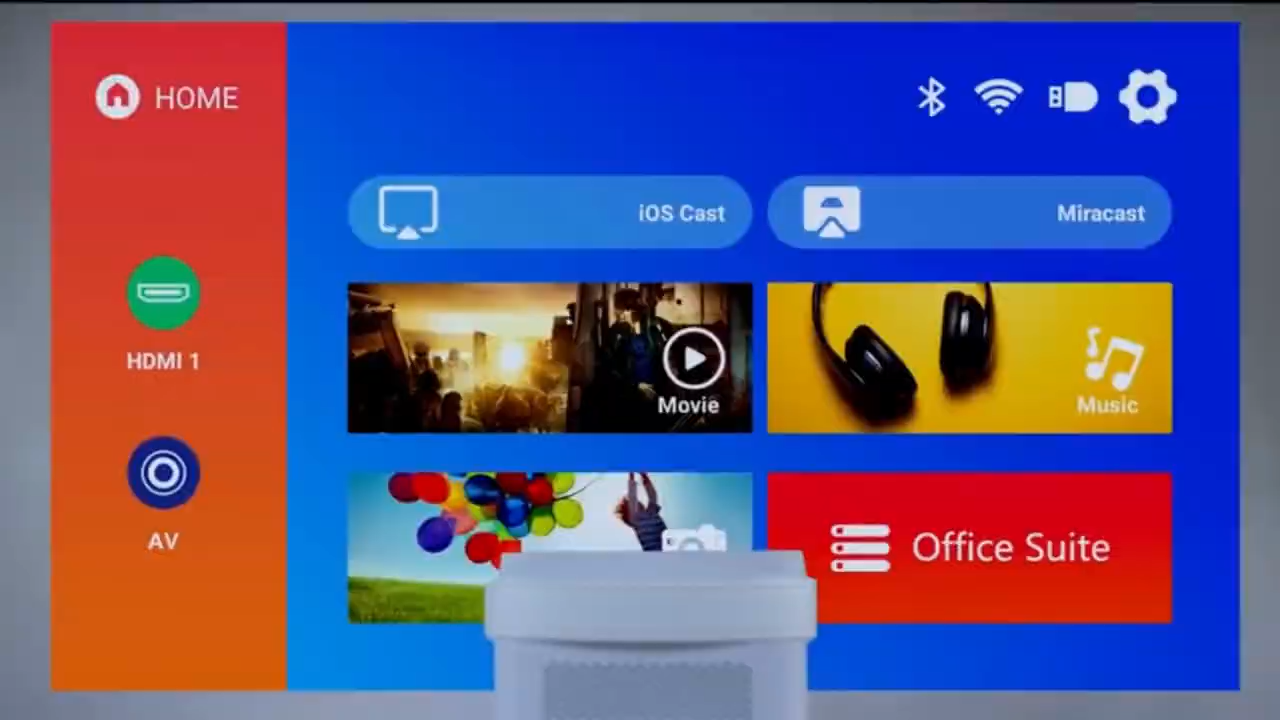 HOME
iOS Cast
Miracast
HDMI 1
Movie
Music
AV
Office Suite